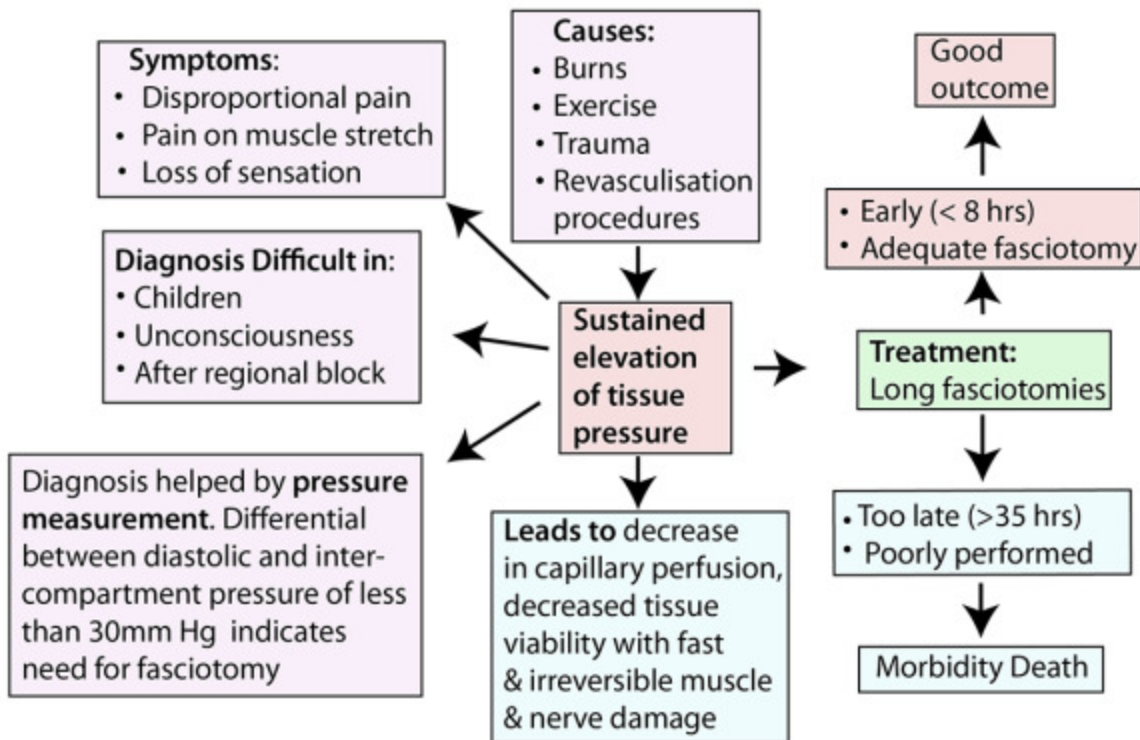 Symptoms:
• Disproportional pain
• Pain on muscle stretch
• Loss of sensation
Causes:
• Burns
• Exercise
• Trauma
• Revasculisation
procedures
Good
outcome
• Early (< 8 hrs)
• Adequate fasciotomy
Diagnosis Difficult in:
• Children
• Unconsciousness
• After regional block
Sustained
elevation
of tissue
pressure
Treatment:
Long fasciotomies
Diagnosis helped by pressure
measurement. Differential
between diastolic and inter-
compartment pressure of less
than 30mm Hg indicates
need for fasciotomy
Leads to decrease
in capillary perfusion,
decreased tissue
viability with fast
& irreversible muscle
& nerve damage
• Too late (>35 hrs)
• Poorly performed
Morbidity Death